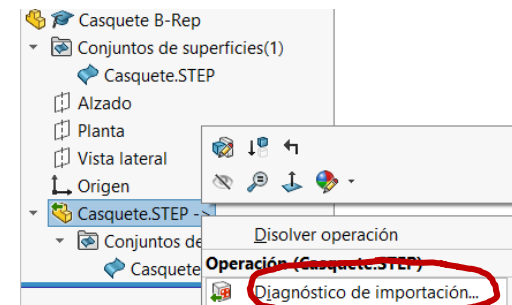 Casquete B-Rep
Conjuntos de superficies(1)
Casquete.STEP
Alzado
Planta
Vista lateral
Origen
Casquete.STEP ->
Disolver operación
Conjuntos de
Operación (Casquete.STEP)
Casquete
Diagnóstico de importación...